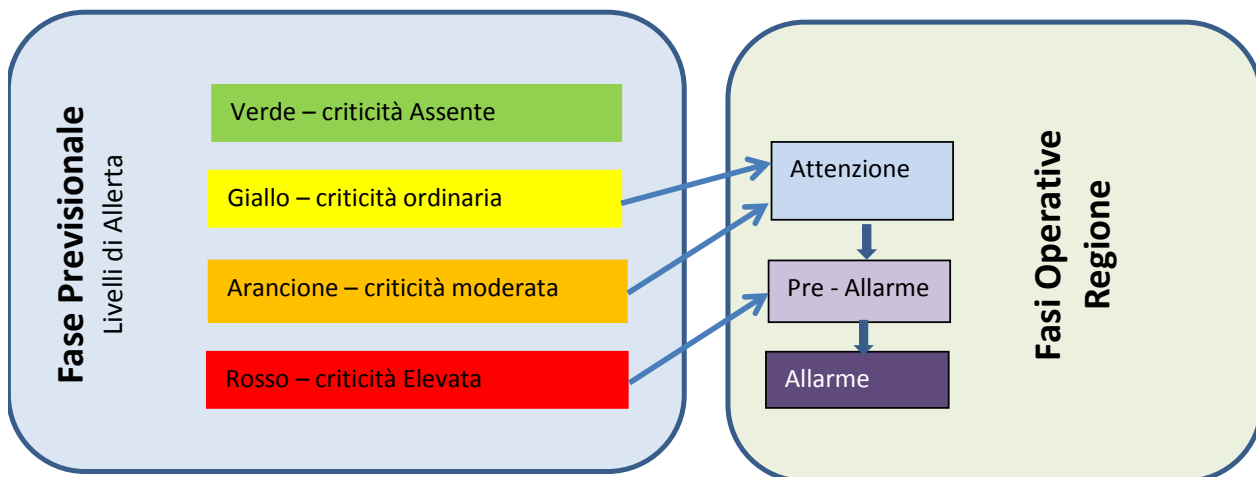 Fase Previsionale
Livelli di Allerta
Verde – criticità Assente
Giallo – criticità ordinaria
Arancione – criticità moderata
Rosso – criticità Elevata
Attenzione
Pre - Allarme
Allarme
Fasi Operative
Regione